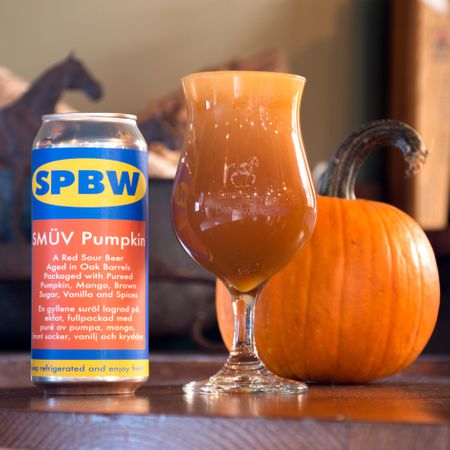 SPBW
SMÜV Pumpkin
A Red Sour Beer
Aged in Oak Barrels
Packaged with Pureed
Pumpkin, Mango, Brown
Sugar, Vanilla and Spices
En gyllene suröl lagrad på
ekfat, fullpackad med
puré av pumpa, mango,
brunt socker, vanilj och kryddor
keep refrigerated and enjoy fresh